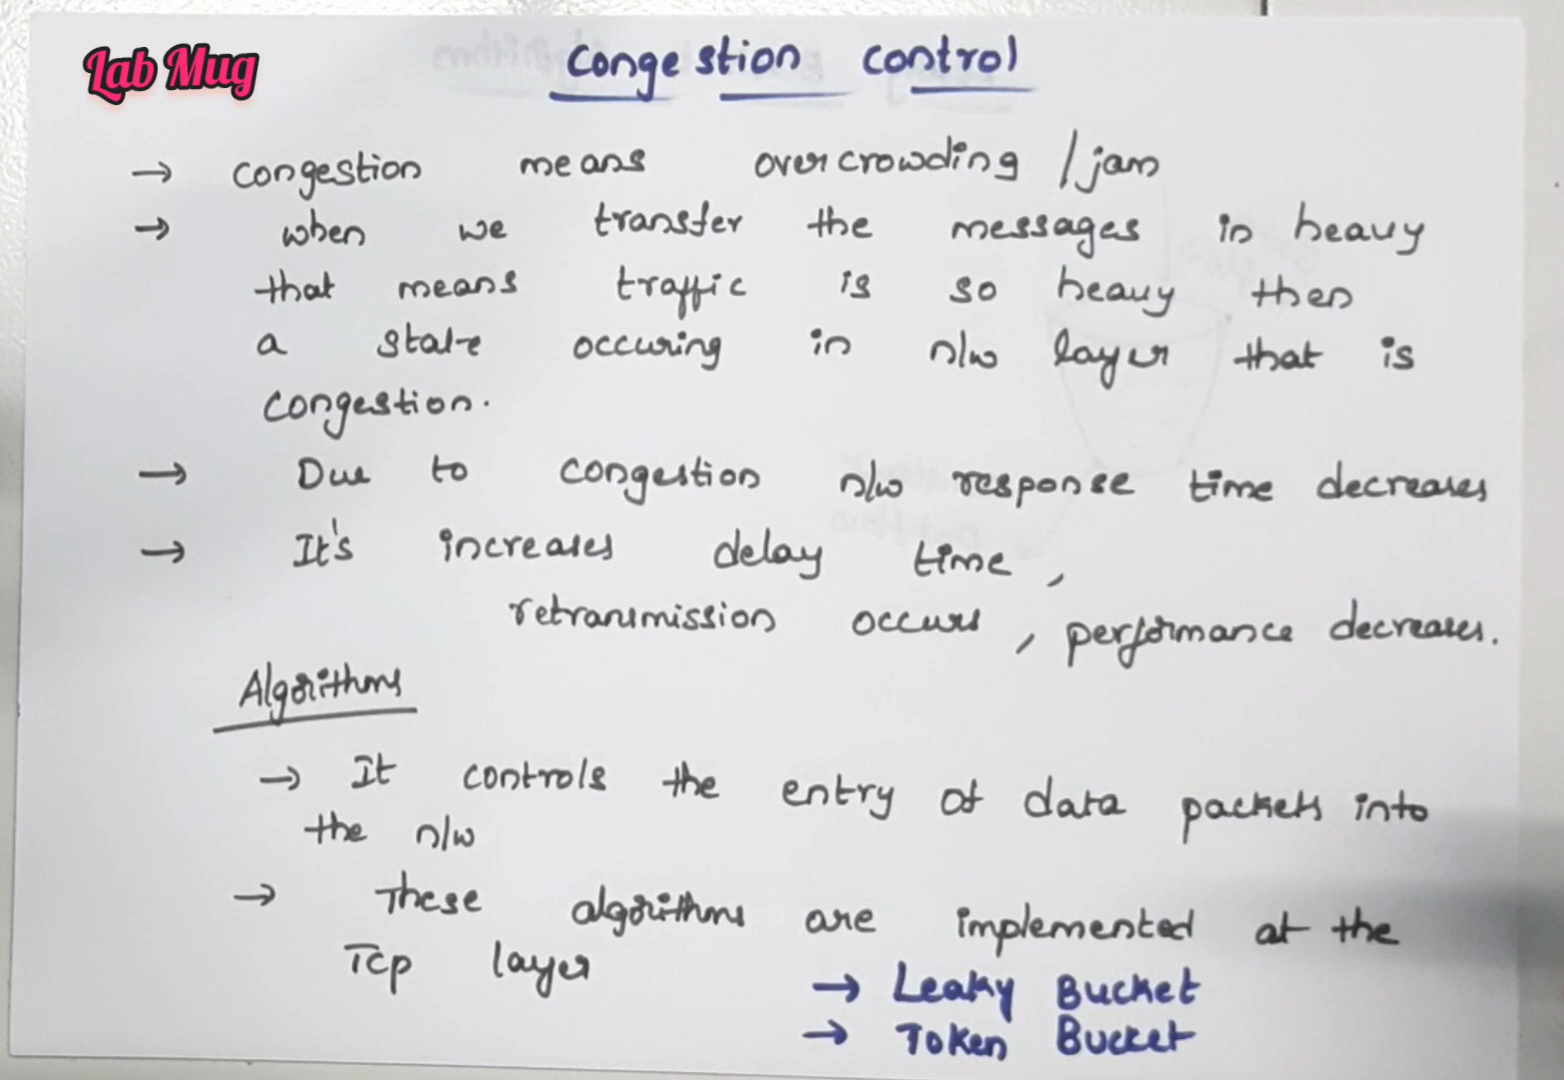 Lab Mug
Congestion control
→ congestion means overcrowding / jam
→ when we transfer the messages in heavy
that means traffic is so heavy then
a state occuring in n/w layer that is
congestion.
→ Due to congestion n/w response time decreases
→ It's increases delay time,
retransmission occurs, performance decreases.
Algorithms
→ It controls the entry of data packets into
the n/w
→ These algorithms are implemented at the
Tcp layer
→ Leaky Bucket
→ Token Bucket